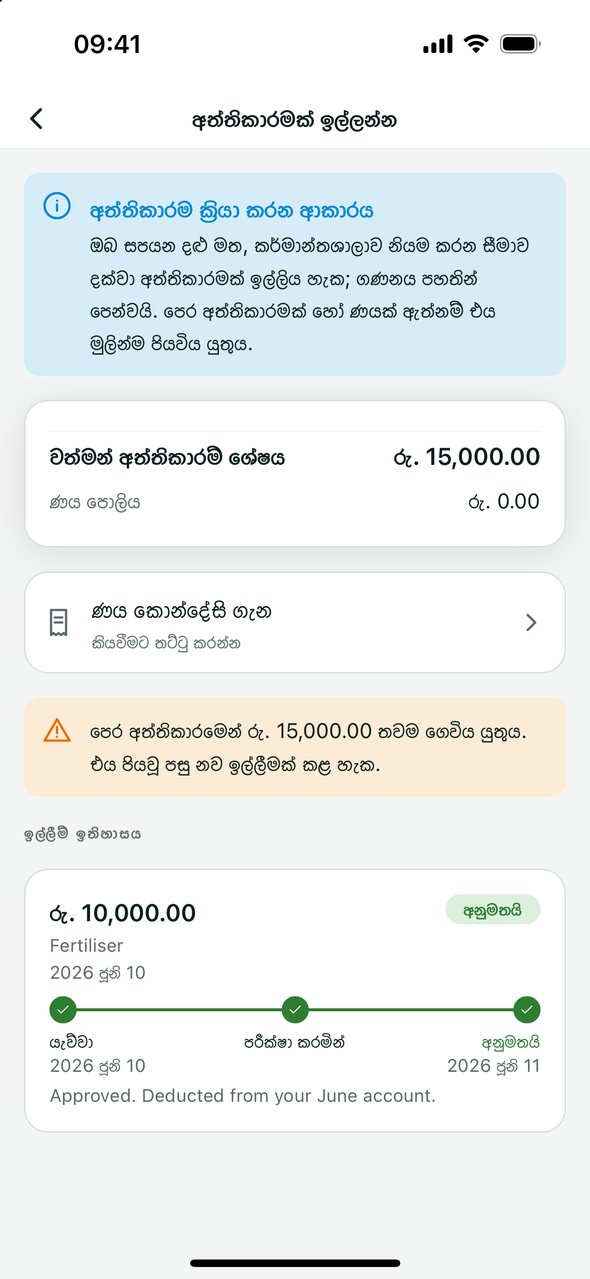 09:41
අත්තිකාරමක් ඉල්ලන්න
අත්තිකාරම ක්‍රියා කරන ආකාරය
ඔබ සපයන දළු මත, කර්මාන්තශාලාව නියම කරන සීමාව
දක්වා අත්තිකාරමක් ඉල්ලිය හැක; ගණනය පහතින්
පෙන්වයි. පෙර අත්තිකාරමක් හෝ ණයක් ඇත්නම් එය
මුලින්ම පියවිය යුතුය.
වත්මන් අත්තිකාරම් ශේෂය රු. 15,000.00
ණය පොලිය රු. 0.00
ණය කොන්දේසි ගැන
කියවීමට තට්ටු කරන්න
පෙර අත්තිකාරමෙන් රු. 15,000.00 තවම ගෙවිය යුතුය.
එය පියවූ පසු නව ඉල්ලීමක් කළ හැක.
ඉල්ලීම් ඉතිහාසය
රු. 10,000.00 අනුමතයි
Fertiliser
2026 ජූනි 10
යැව්වා පරීක්ෂා කරමින් අනුමතයි
2026 ජූනි 10 2026 ජූනි 11
Approved. Deducted from your June account.